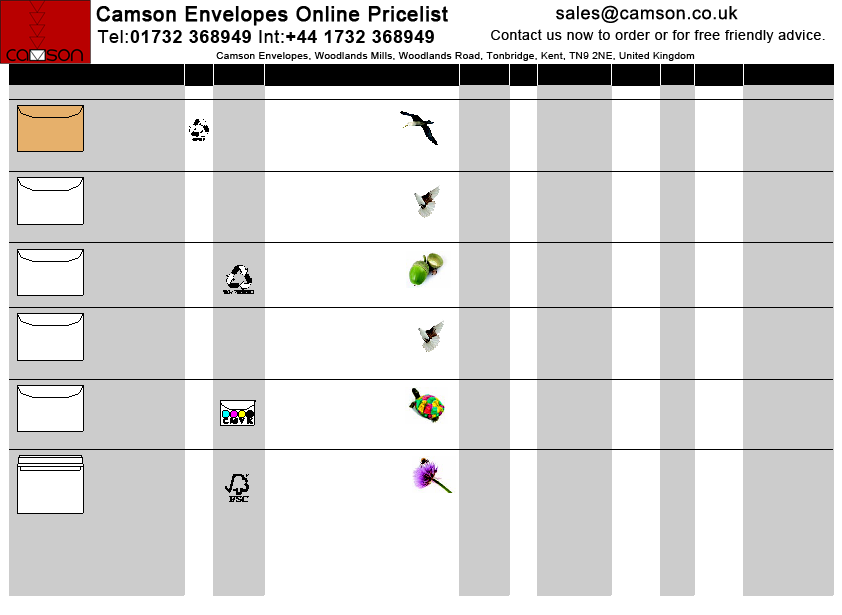 camson
Camson Envelopes Online Pricelist
Tel:01732 368949 Int:+44 1732 368949
sales@camson.co.uk
Contact us now to order or for free friendly advice.
Camson Envelopes, Woodlands Mills, Woodlands Road, Tonbridge, Kent, TN9 2NE, United Kingdom
CMYK
FSC